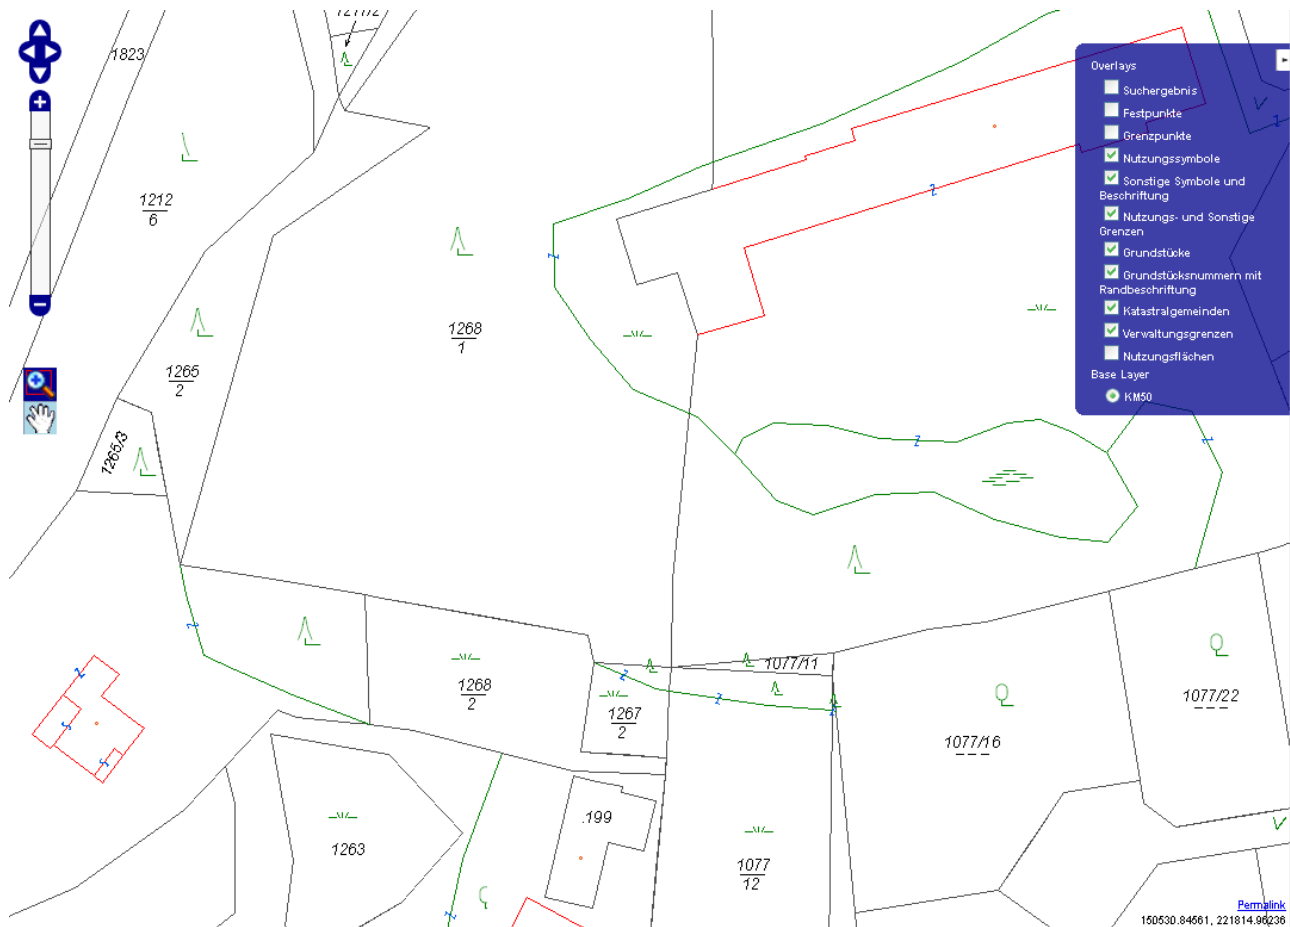 1211/2
1823
Overlays
Suchergebnis
Festpunkte
Grenzpunkte
Nutzungssymbole
Sonstige Symbole und
Beschriftung
Nutzungs- und Sonstige
Grenzen
Grundstücke
Grundstücksnummern mit
Randbeschriftung
Katastralgemeinden
Verwaltungsgrenzen
Nutzungsflächen
Base Layer
KM50
1212
6
1268
1
1265
2
1265/3
1077/11
1268
2
1267
2
1077/22
1077/16
.199
1263
1077
12
Permalink
150530.84561, 221814.96236